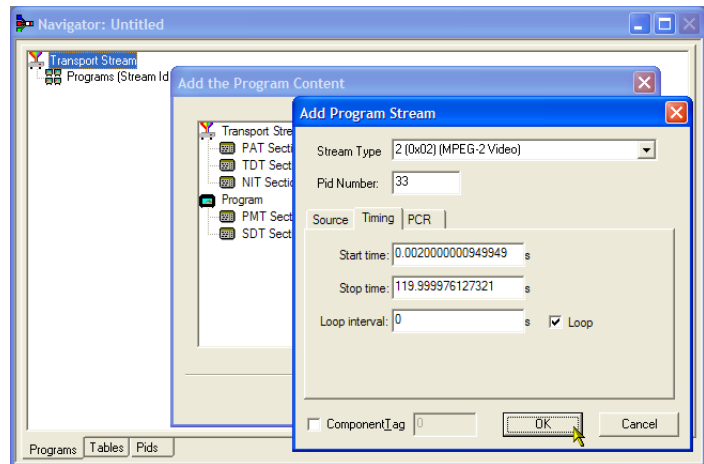 Navigator: Untitled
Transport Stream
Programs (Stream Id
Add the Program Content
Transport Stre
PAT Secti
TDT Sect
NIT Sectic
Program
PMT Sect
SDT Sect
Add Program Stream
Stream Type 2 (0x02) (MPEG-2 Video)
Pid Number: 33
Source Timing PCR
Start time: 0.0020000000949949 s
Stop time: 119.999976127321 s
Loop interval: 0 s Loop
ComponentTag 0 OK Cancel
Programs Tables Pids